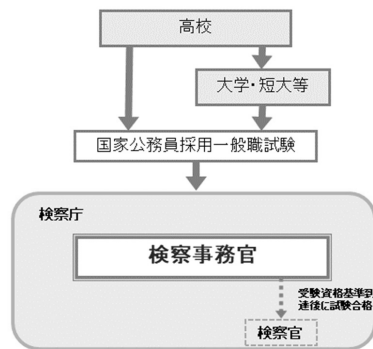 高校
大学・短大等
国家公務員採用一般職試験
検察庁
検察事務官
受験資格基準到
達後に試験合格
検察官